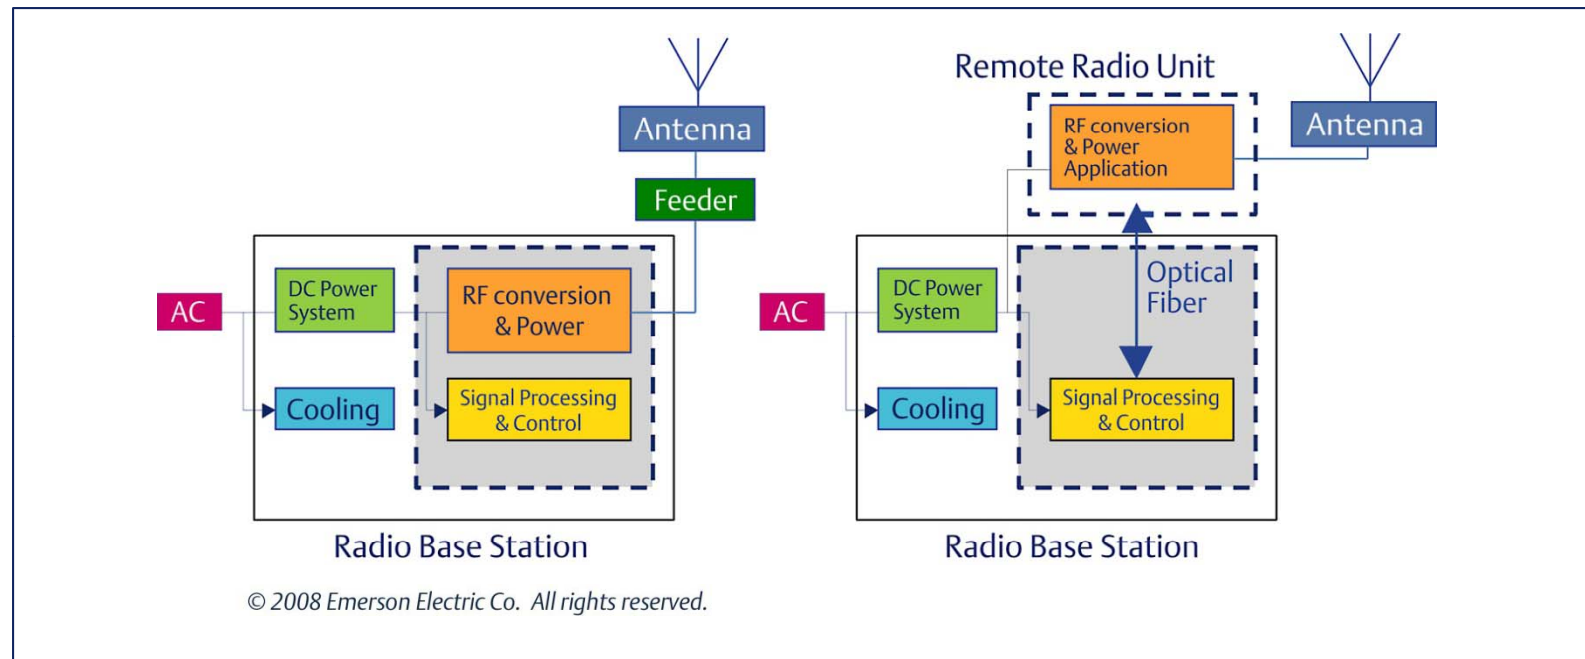 Antenna
Feeder
AC
DC Power
System
RF conversion
& Power
Cooling
Signal Processing
& Control
Radio Base Station
Remote Radio Unit
RF conversion
& Power
Application
Antenna
AC
DC Power
System
Optical
Fiber
Cooling
Signal Processing
& Control
Radio Base Station
© 2008 Emerson Electric Co. All rights reserved.